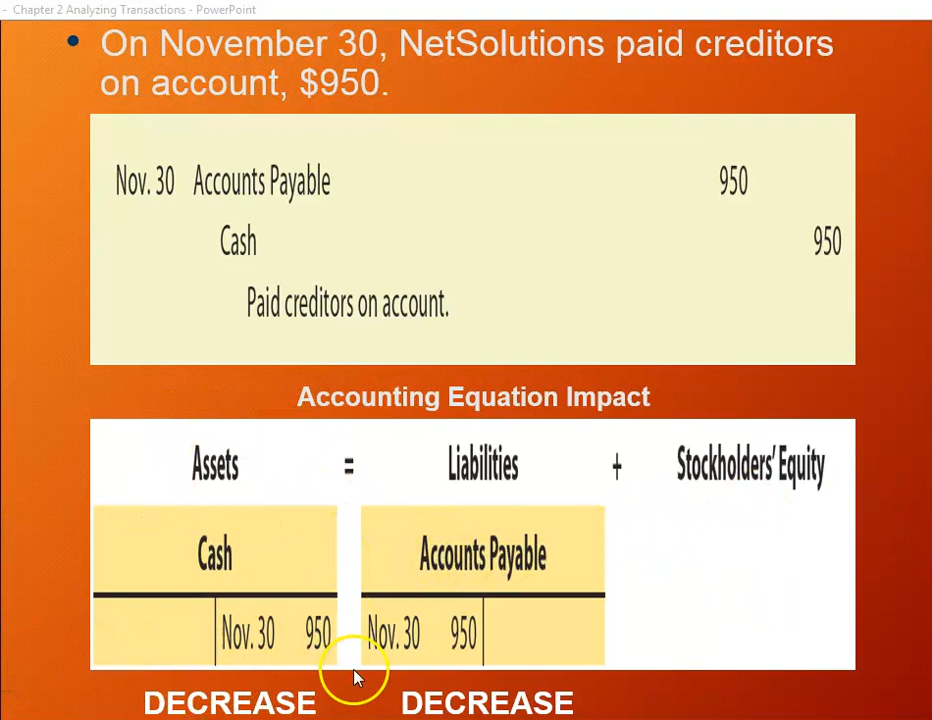 - Chapter 2 Analyzing Transactions - PowerPoint
• On November 30, NetSolutions paid creditors
on account, $950.
Nov. 30 Accounts Payable 950
Cash 950
Paid creditors on account.
Accounting Equation Impact
Assets = Liabilities + Stockholders' Equity
Cash Accounts Payable
Nov. 30 950 Nov. 30 950
DECREASE DECREASE